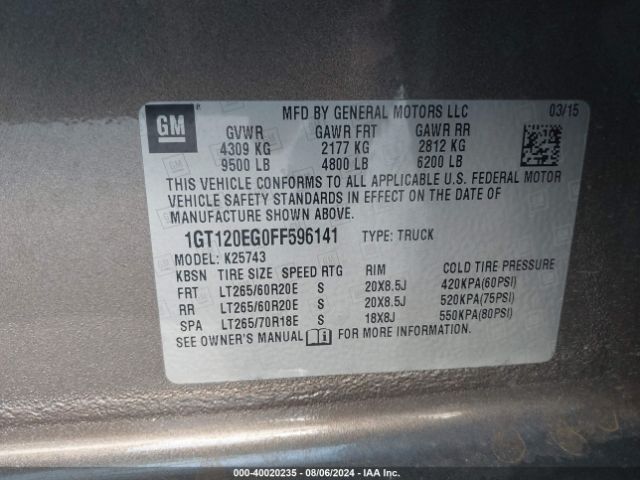 GM ® MFD BY GENERAL MOTORS LLC 03/15
GVWR GAWR FRT GAWR RR
4309 KG 2177 KG 2812 KG
9500 LB 4800 LB 6200 LB
THIS VEHICLE CONFORMS TO ALL APPLICABLE U.S. FEDERAL MOTOR
VEHICLE SAFETY STANDARDS IN EFFECT ON THE DATE OF
MANUFACTURE SHOWN ABOVE.
1GT120EG0FF596141 TYPE: TRUCK
MODEL: K25743
KBSN TIRE SIZE SPEED RTG RIM COLD TIRE PRESSURE
FRT LT265/60R20E S 20X8.5J 420KPA(60PSI)
RR LT265/60R20E S 20X8.5J 520KPA(75PSI)
SPA LT265/70R18E S 18X8J 550KPA(80PSI)
SEE OWNER'S MANUAL FOR MORE INFORMATION.
000-40020235 - 08/06/2024 - IAA Inc.